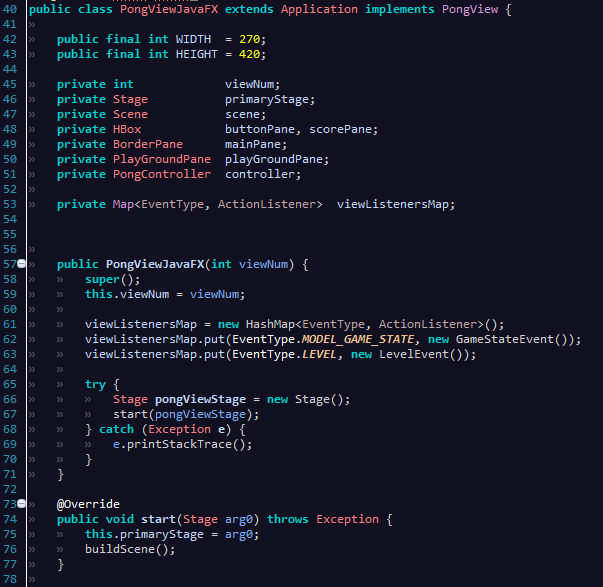 40 public class PongViewJavaFX extends Application implements PongView {
41 »
42 » public final int WIDTH  = 270;
43 » public final int HEIGHT = 420;
44
45 » private int             viewNum;
46 » private Stage           primaryStage;
47 » private Scene           scene;
48 » private HBox            buttonPane, scorePane;
49 » private BorderPane      mainPane;
50 » private PlayGroundPane  playGroundPane;
51 » private PongController  controller;
52 »
53 » private Map<EventType, ActionListener>  viewListenersMap;
54
55
56 »
57 » public PongViewJavaFX(int viewNum) {
58 » » super();
59 » » this.viewNum = viewNum;
60 » »
61 » » viewListenersMap = new HashMap<EventType, ActionListener>();
62 » » viewListenersMap.put(EventType.MODEL_GAME_STATE, new GameStateEvent());
63 » » viewListenersMap.put(EventType.LEVEL, new LevelEvent());
64 » »
65 » » try {
66 » » » Stage pongViewStage = new Stage();
67 » » » start(pongViewStage);
68 » » } catch (Exception e) {
69 » » » e.printStackTrace();
70 » » }
71 » }
72
73 » @Override
74 » public void start(Stage arg0) throws Exception {
75 » » this.primaryStage = arg0;
76 » » buildScene();
77 » }
78 »